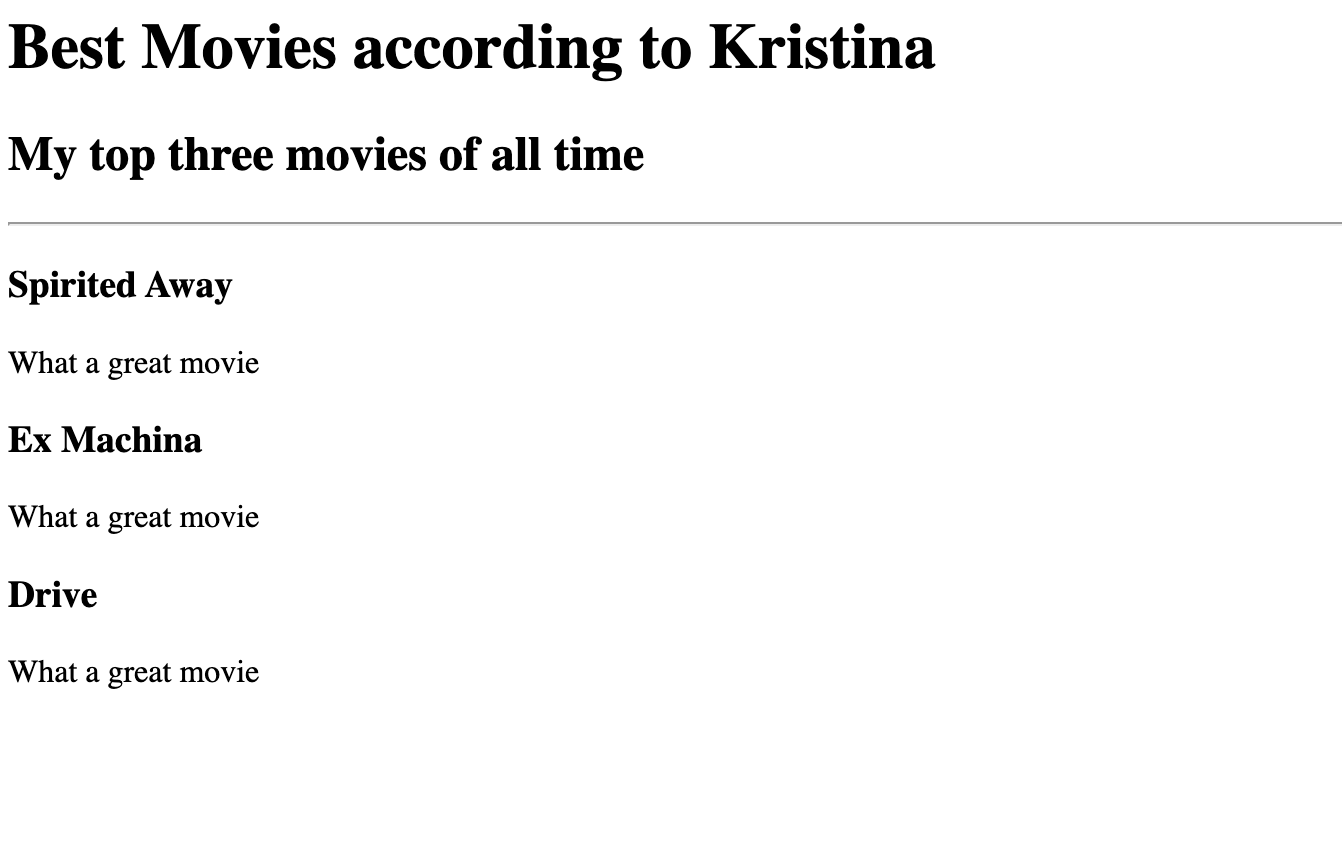 Best Movies according to Kristina
My top three movies of all time
Spirited Away
What a great movie
Ex Machina
What a great movie
Drive
What a great movie